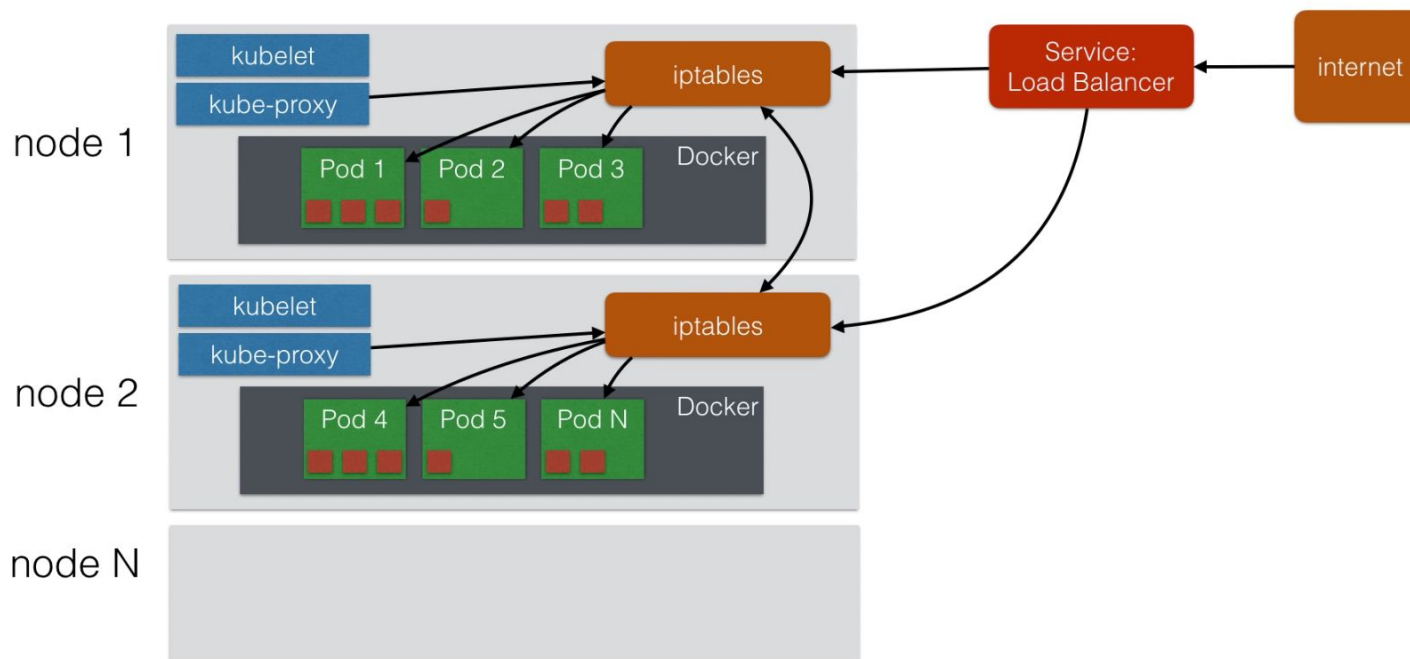 kubelet
kube-proxy
iptables
Service:
Load Balancer
internet
node 1
Docker
Pod 1
Pod 2
Pod 3
kubelet
kube-proxy
iptables
node 2
Docker
Pod 4
Pod 5
Pod N
node N